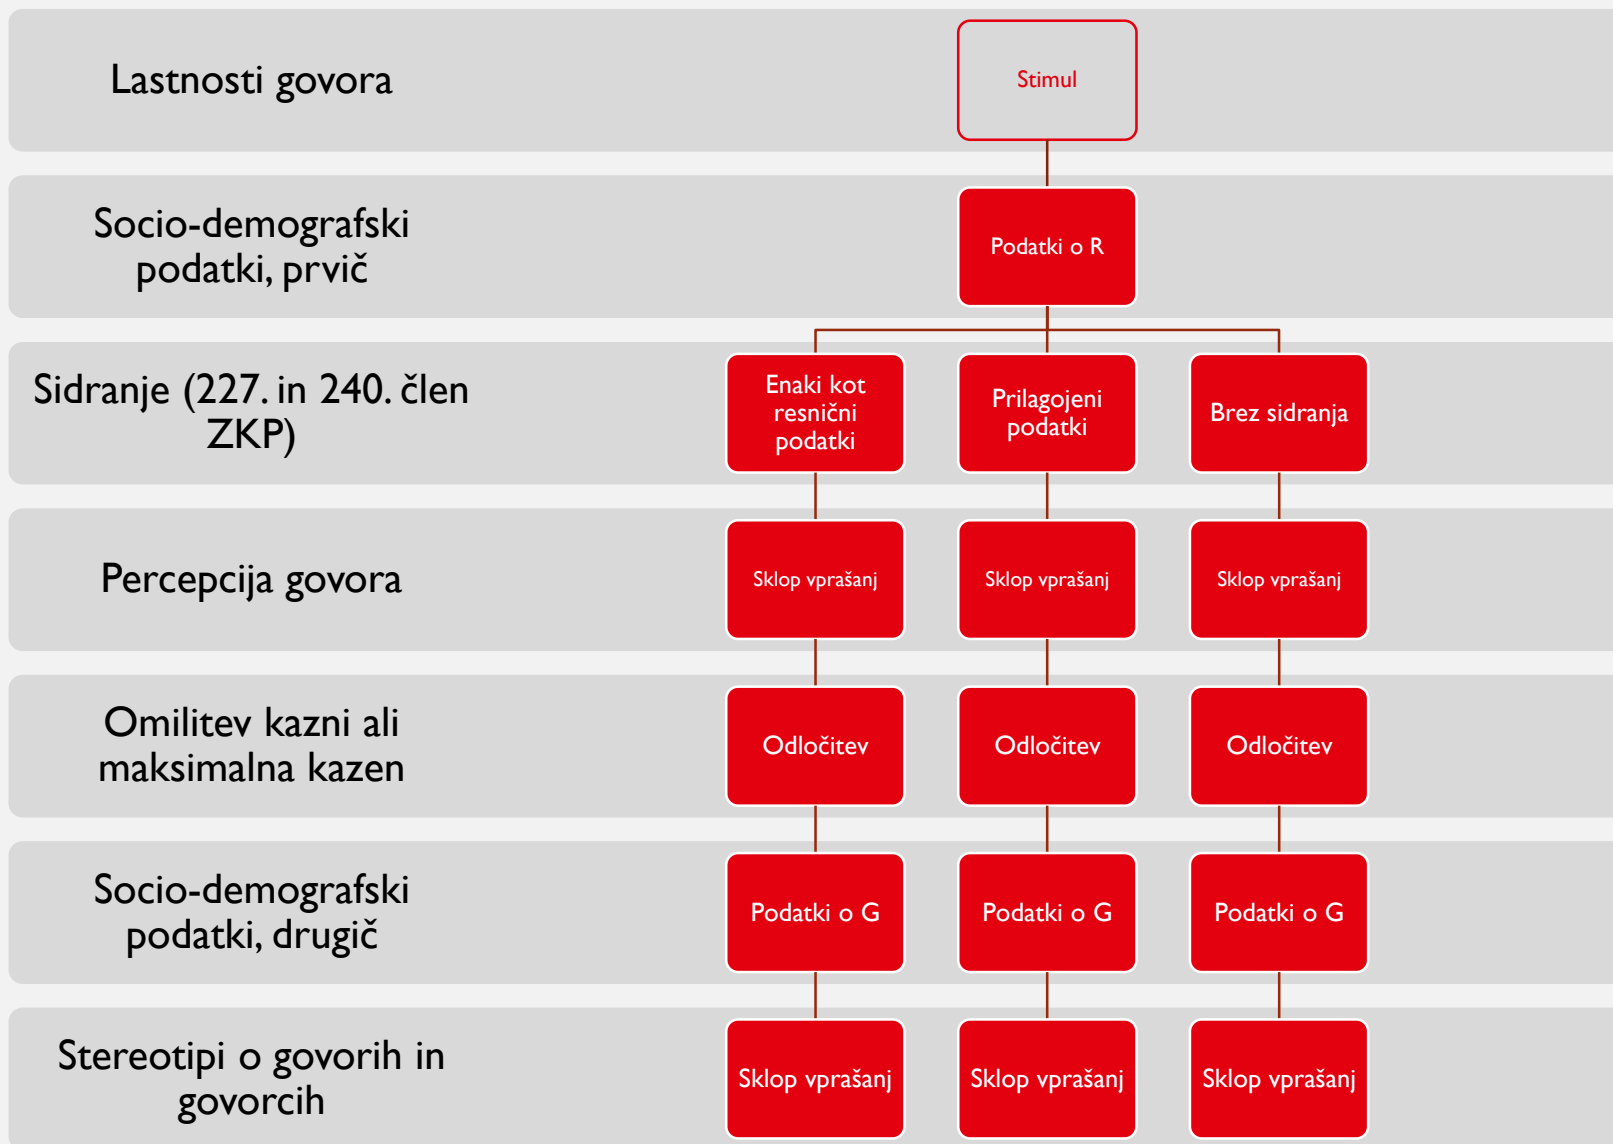 Lastnosti govora
Stimul
Socio-demografski
podatki, prvič
Podatki o R
Sidranje (227. in 240. člen
ZKP)
Enaki kot
resnični
podatki
Prilagojeni
podatki
Brez sidranja
Percepcija govora
Sklop vprašanj
Sklop vprašanj
Sklop vprašanj
Omilitev kazni ali
maksimalna kazen
Odločitev
Odločitev
Odločitev
Socio-demografski
podatki, drugič
Podatki o G
Podatki o G
Podatki o G
Stereotipi o govorih in
govorcih
Sklop vprašanj
Sklop vprašanj
Sklop vprašanj